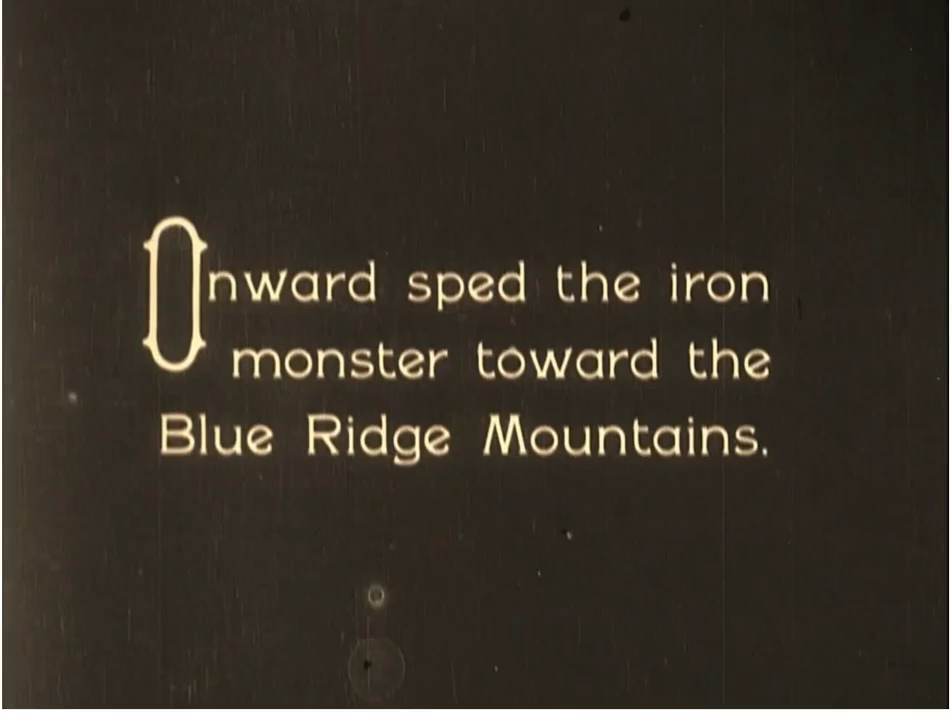 Onward sped the iron
monster toward the
Blue Ridge Mountains.